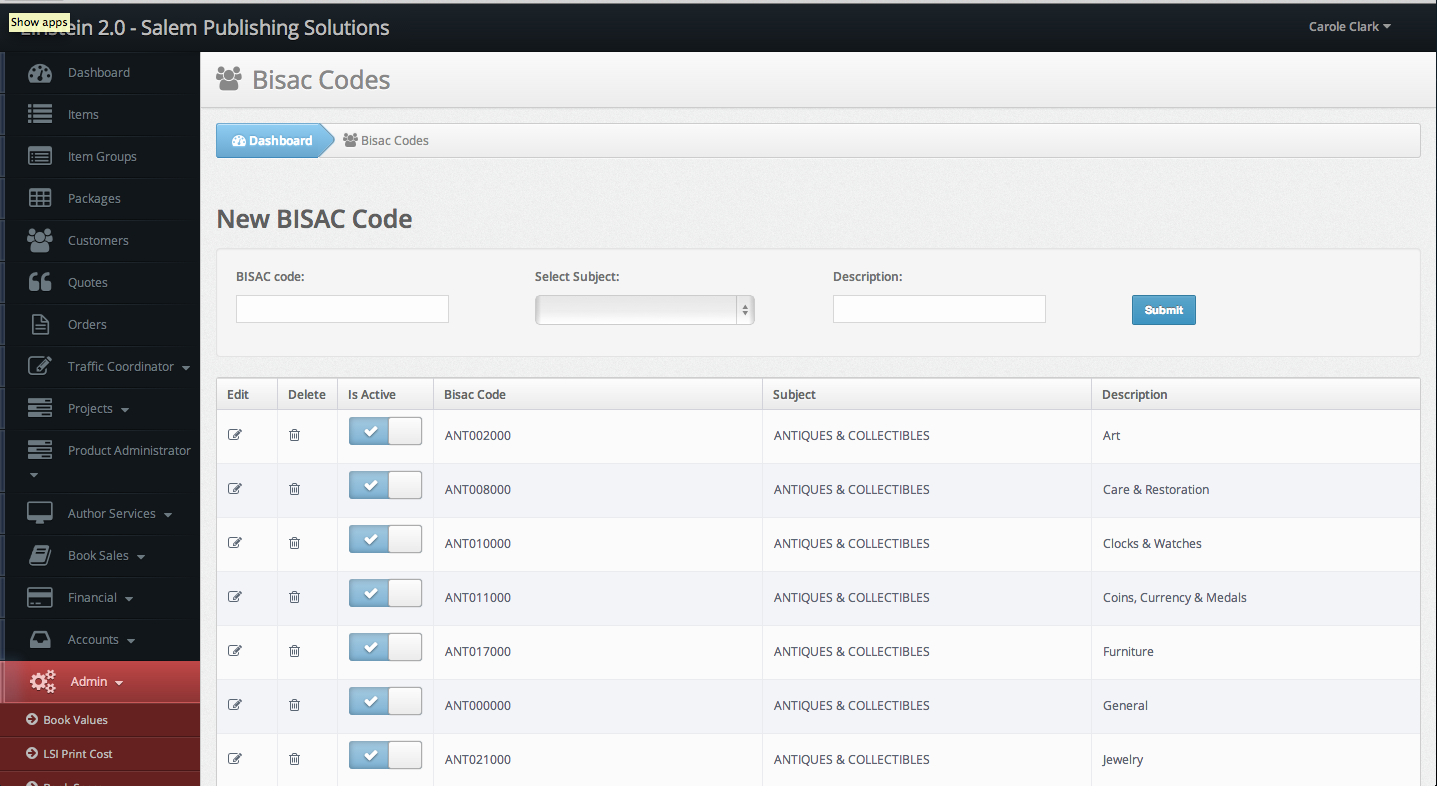 Show apps
Einstein 2.0 - Salem Publishing Solutions
Carole Clark
Dashboard
Items
Item Groups
Packages
Customers
Quotes
Orders
Traffic Coordinator
Projects
Product Administrator
Author Services
Book Sales
Financial
Accounts
Admin
Book Values
LSI Print Cost
Bisac Codes
Dashboard Bisac Codes
New BISAC Code
BISAC code: Select Subject: Description:
Submit
Edit Delete Is Active Bisac Code Subject Description
ANT002000 ANTIQUES & COLLECTIBLES Art
ANT008000 ANTIQUES & COLLECTIBLES Care & Restoration
ANT010000 ANTIQUES & COLLECTIBLES Clocks & Watches
ANT011000 ANTIQUES & COLLECTIBLES Coins, Currency & Medals
ANT017000 ANTIQUES & COLLECTIBLES Furniture
ANT000000 ANTIQUES & COLLECTIBLES General
ANT021000 ANTIQUES & COLLECTIBLES Jewelry